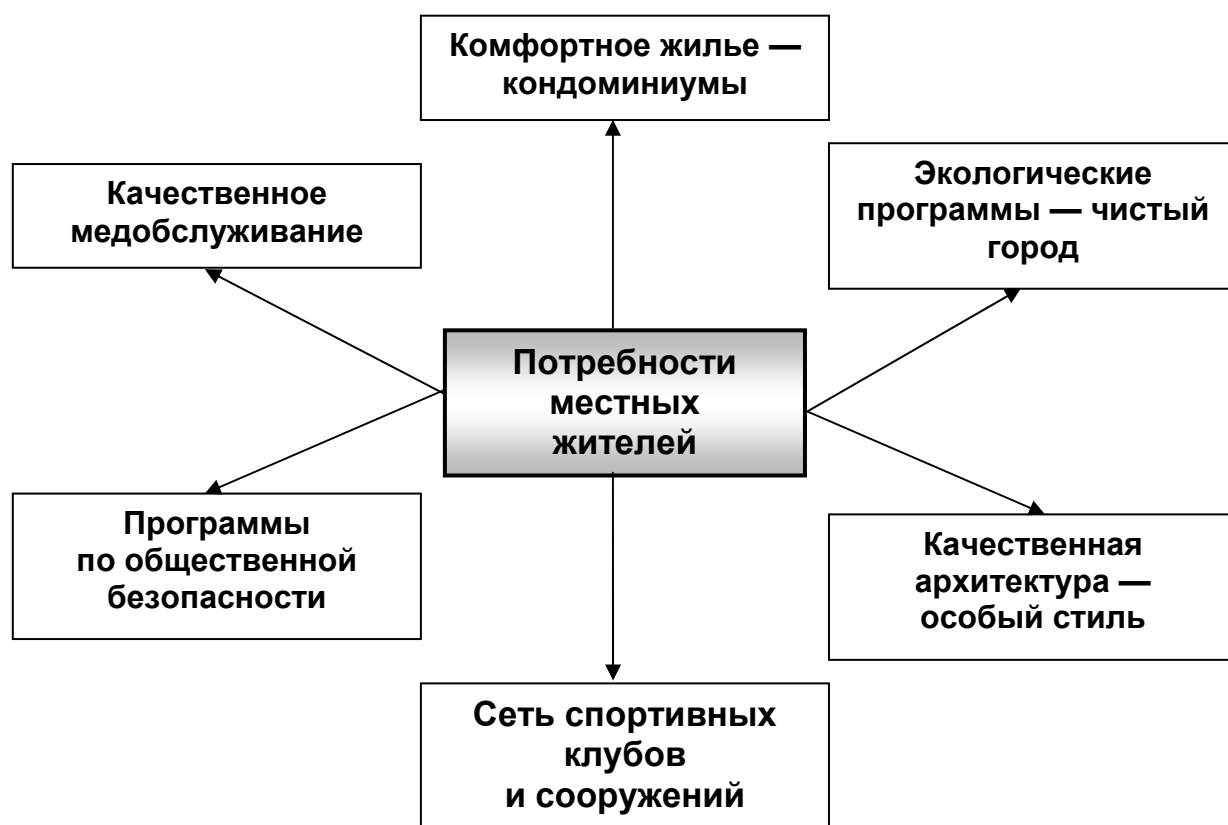 Комфортное жилье —
кондоминиумы
Качественное
медобслуживание
Экологические
программы — чистый
город
Потребности
местных
жителей
Программы
по общественной
безопасности
Качественная
архитектура —
особый стиль
Сеть спортивных
клубов
и сооружений